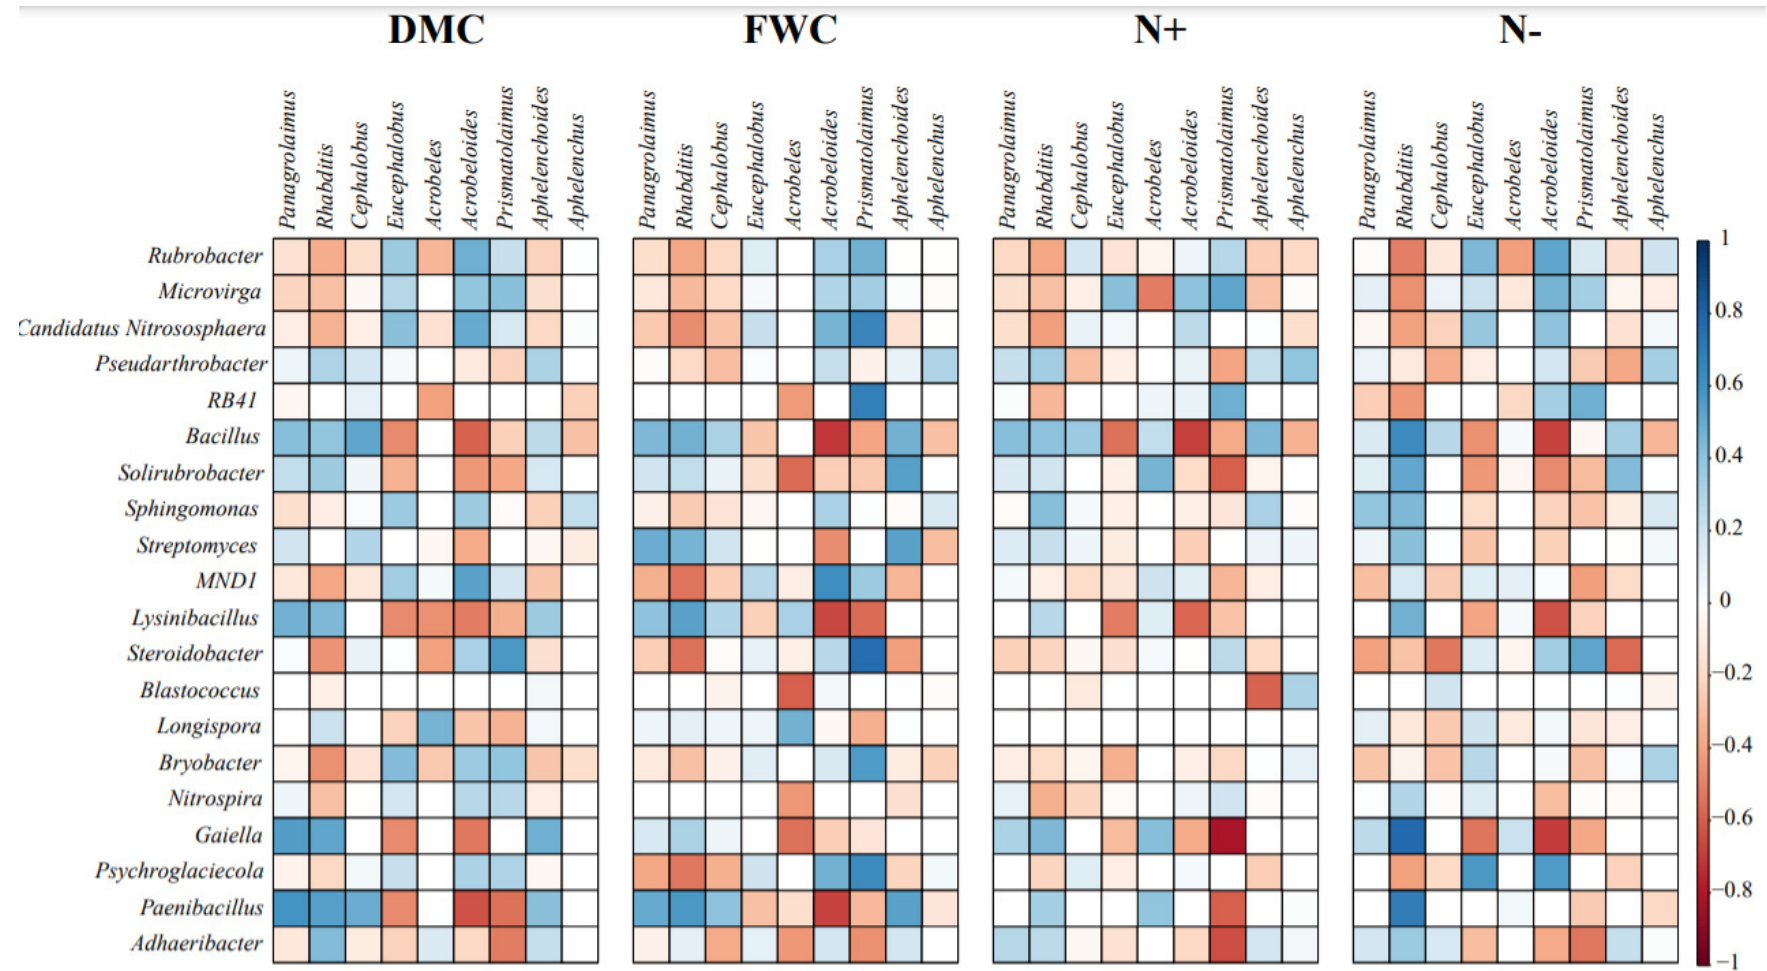 DMC FWC N+ N-
Panagrolaimus Rhabditis Cephalobus Eucephalobus Acrobeles Acrobeloides Prismatolaimus Aphelenchoides Aphelenchus
Panagrolaimus Rhabditis Cephalobus Eucephalobus Acrobeles Acrobeloides Prismatolaimus Aphelenchoides Aphelenchus
Panagrolaimus Rhabditis Cephalobus Eucephalobus Acrobeles Acrobeloides Prismatolaimus Aphelenchoides Aphelenchus
Panagrolaimus Rhabditis Cephalobus Eucephalobus Acrobeles Acrobeloides Prismatolaimus Aphelenchoides Aphelenchus
Rubrobacter
Microvirga
Candidatus Nitrososphaera
Pseudarthrobacter
RB41
Bacillus
Solirubrobacter
Sphingomonas
Streptomyces
MND1
Lysinibacillus
Steroidobacter
Blastococcus
Longispora
Bryobacter
Nitrospira
Gaiella
Psychroglaciecola
Paenibacillus
Adhaeribacter
1
0.8
0.6
0.4
0.2
0
−0.2
−0.4
−0.6
−0.8
−1